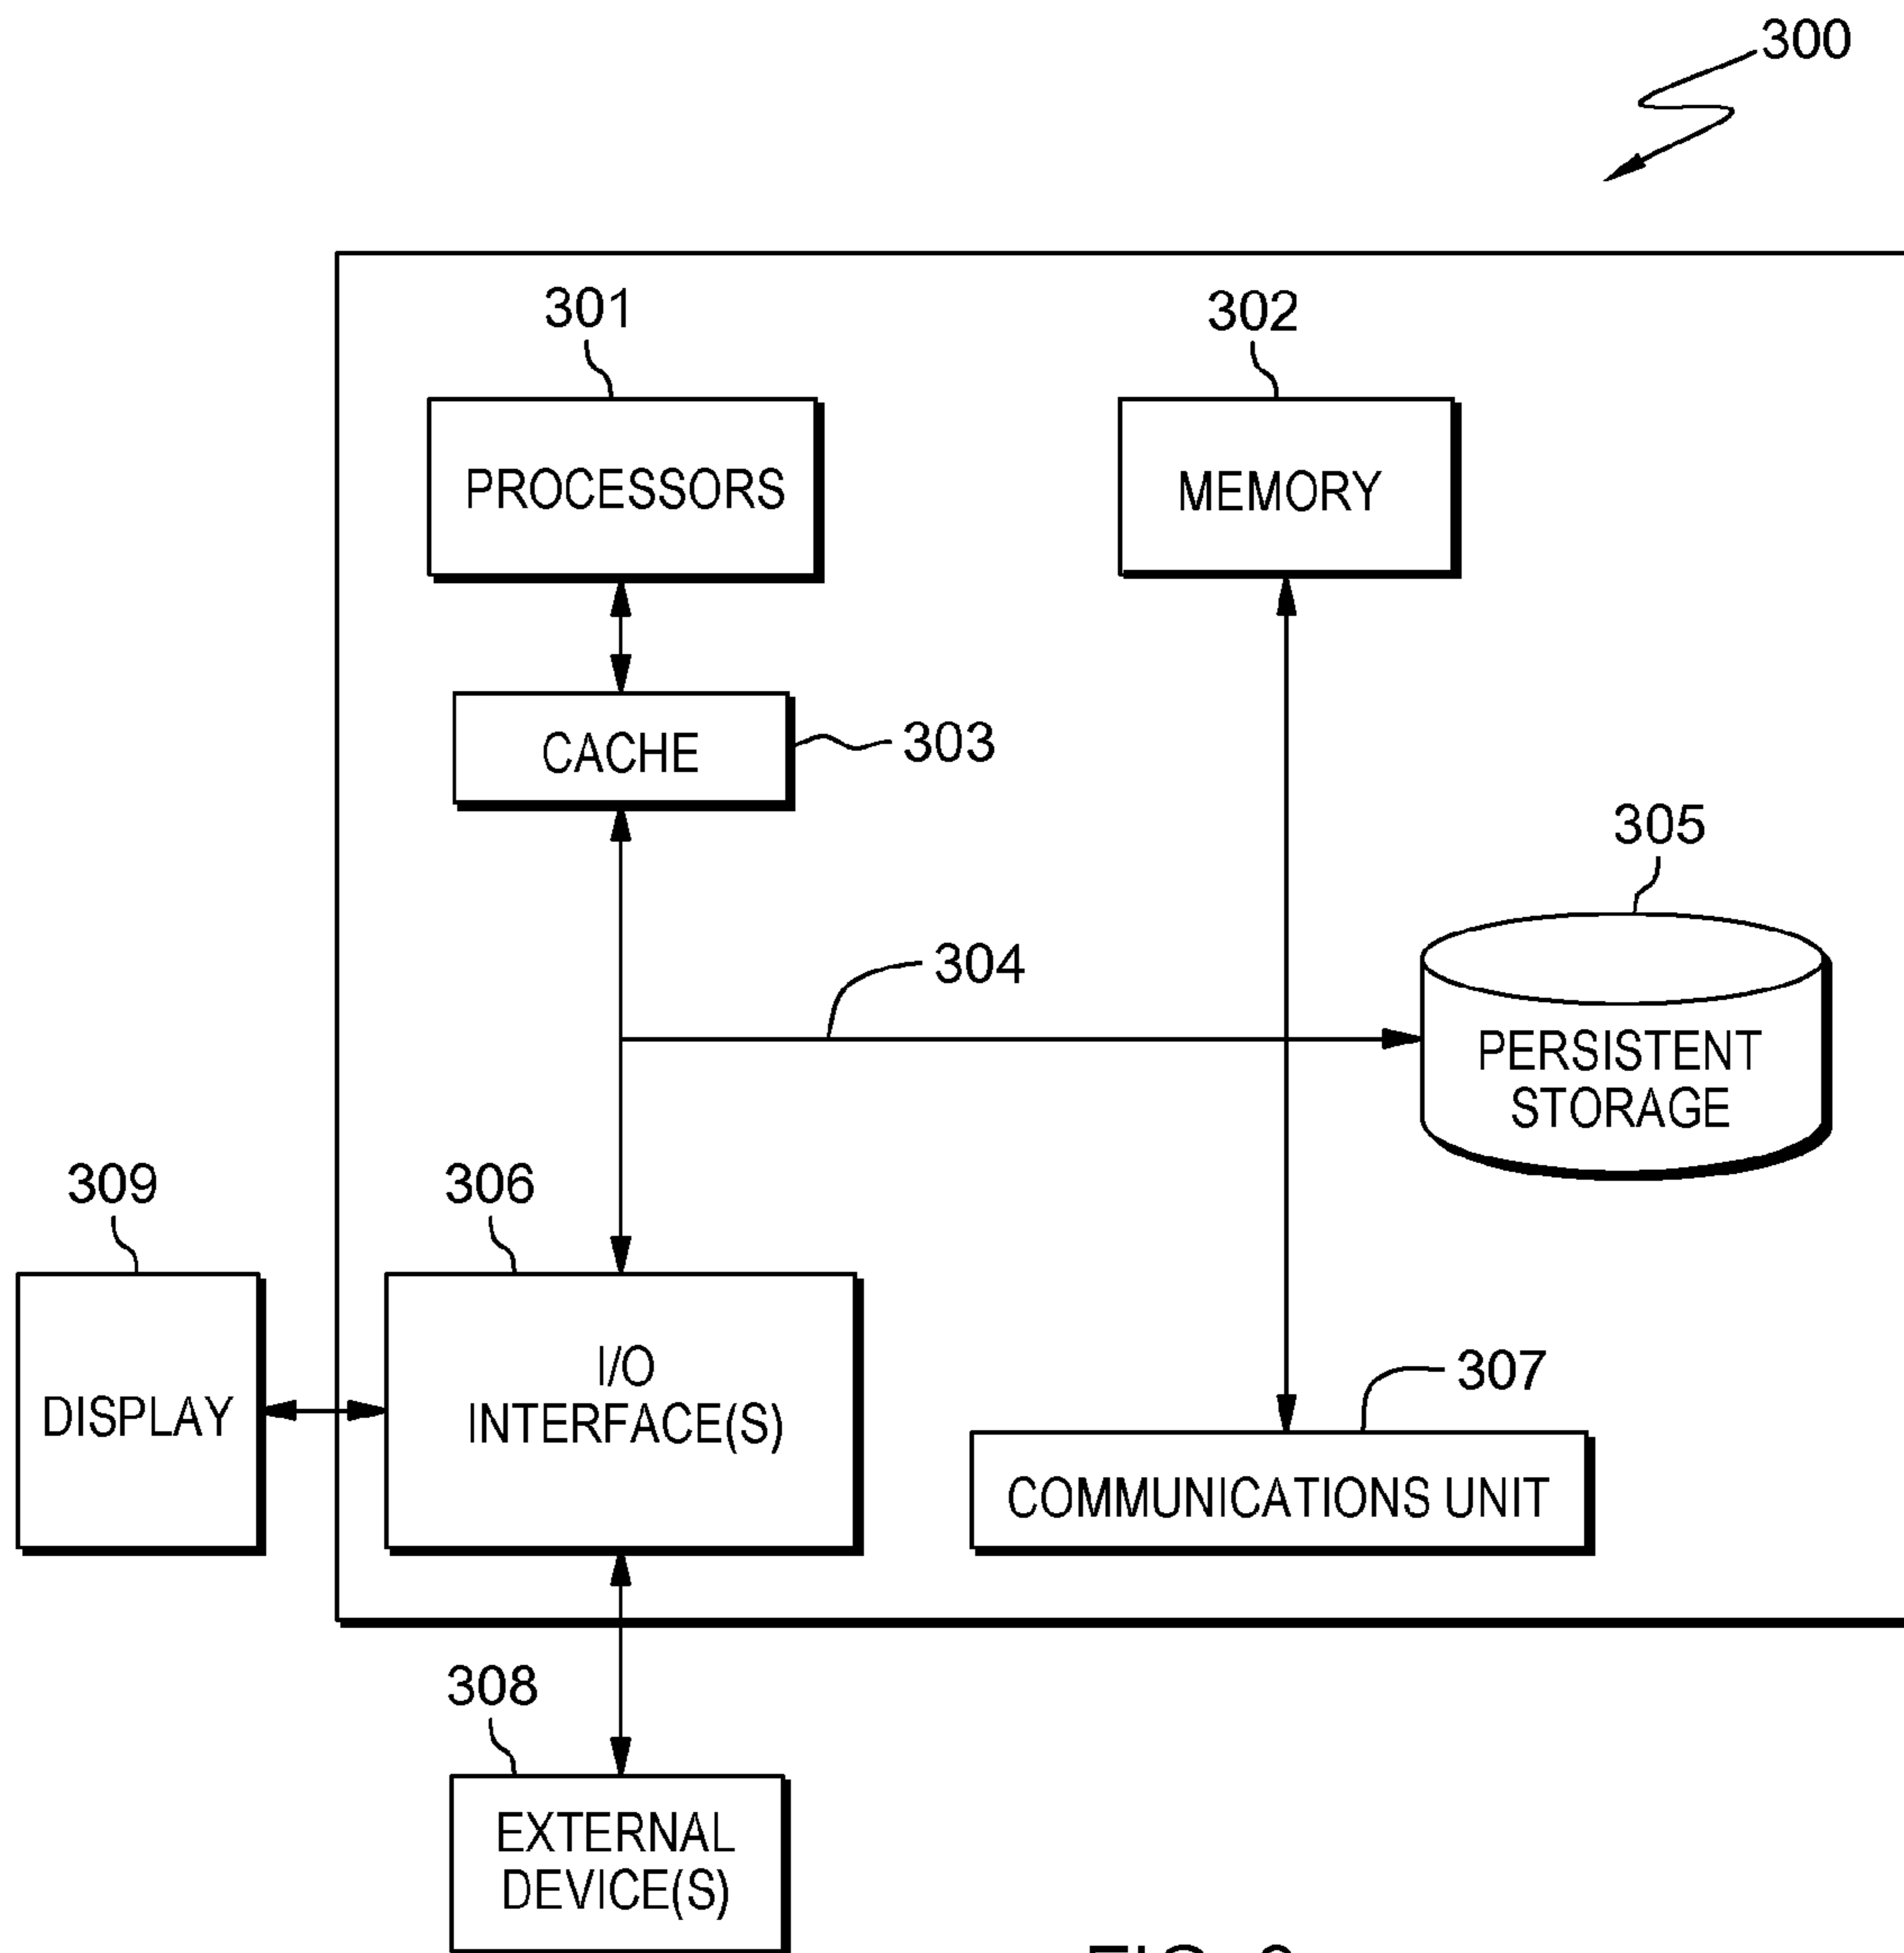 300
301
302
PROCESSORS
MEMORY
CACHE
303
305
304
PERSISTENT
STORAGE
309
306
I/O
INTERFACE(S)
DISPLAY
307
COMMUNICATIONS UNIT
308
EXTERNAL
DEVICE(S)
FIG.